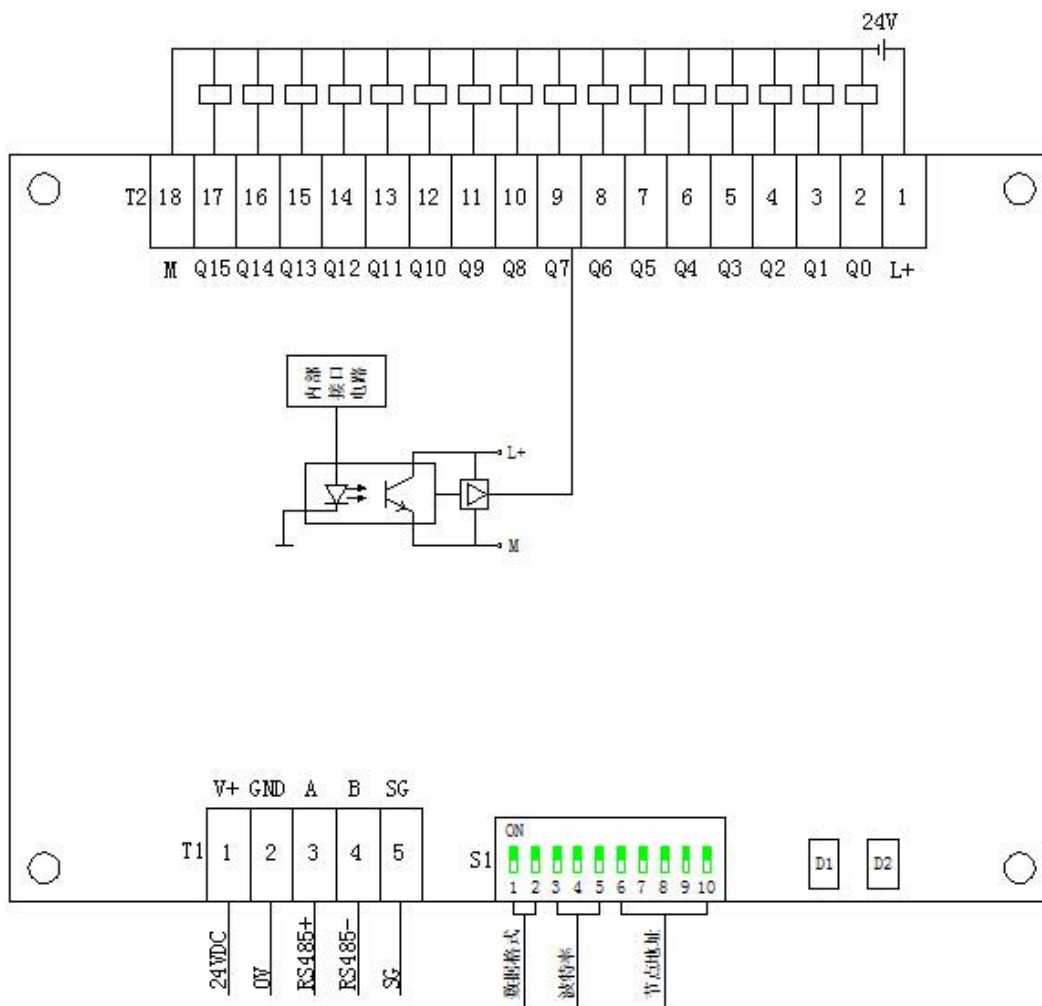 24V
T2 18 17 16 15 14 13 12 11 10 9 8 7 6 5 4 3 2 1
M Q15 Q14 Q13 Q12 Q11 Q10 Q9 Q8 Q7 Q6 Q5 Q4 Q3 Q2 Q1 Q0 L+
内部
接口
电路
L+
M
V+ GND A B SG
T1 1 2 3 4 5
24VDC
0V
RS485+
RS485-
SG
ON
S1
1 2 3 4 5 6 7 8 9 10
数据格式
波特率
节点地址
D1 D2